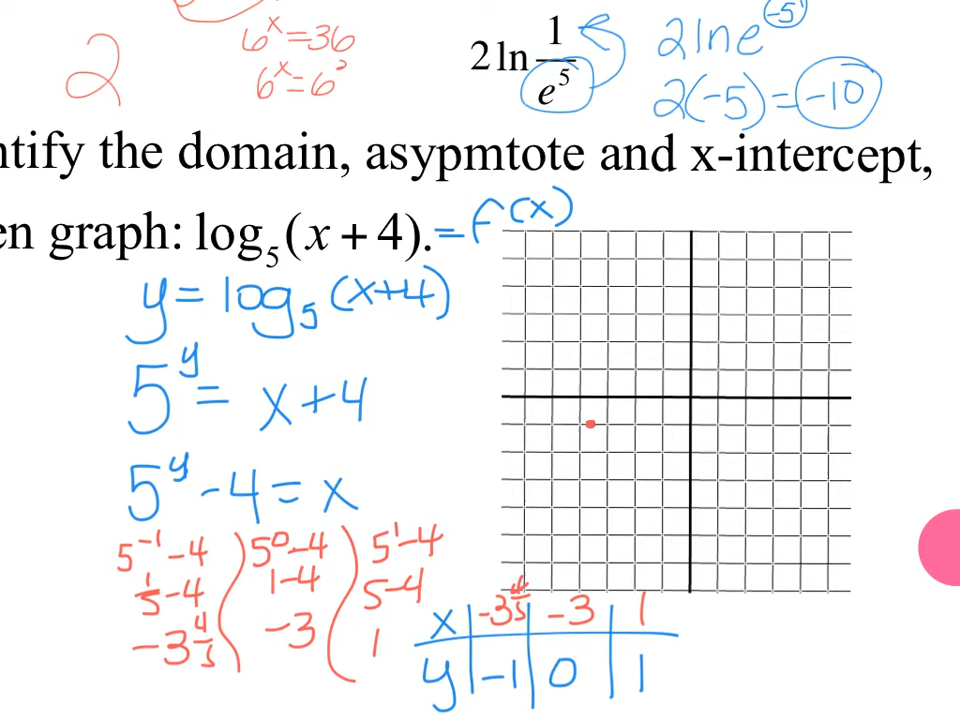 2 6^x=36 2 ln 1/e^5 2 ln e^-5
6^x=6^2 2(-5)=-10
ntify the domain, asypmtote and x-intercept,
en graph: log_5(x+4). =f(x)
y=log_5(x+4)
5^y=x+4
5^y-4=x
5^-1-4 5^0-4 5^1-4
1/5-4 1-4 5-4
-3 4/5 -3 1
x -3 4/5 -3 1
y -1 0 1